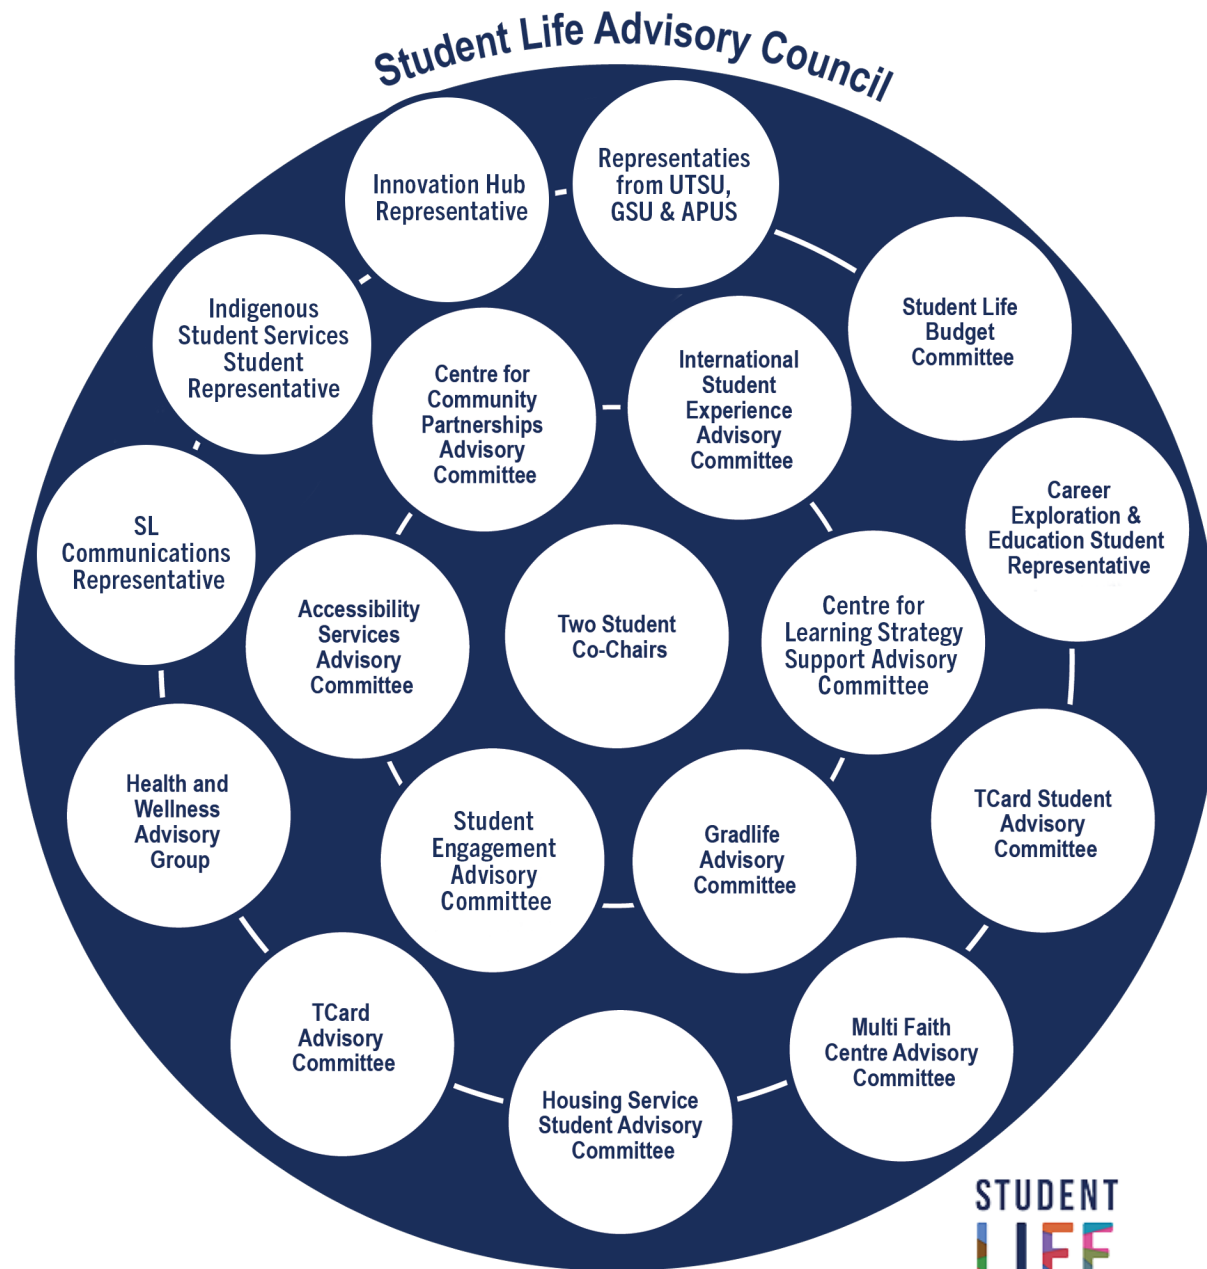 Student Life Advisory Council
Innovation Hub
Representative
Representaties
from UTSU,
GSU & APUS
Indigenous
Student Services
Student
Representative
Student Life
Budget
Committee
Centre for
Community
Partnerships
Advisory
Committee
International
Student
Experience
Advisory
Committee
SL
Communications
Representative
Career
Exploration &
Education Student
Representative
Accessibility
Services
Advisory
Committee
Two Student
Co-Chairs
Centre for
Learning Strategy
Support Advisory
Committee
Health and
Wellness
Advisory
Group
Student
Engagement
Advisory
Committee
Gradlife
Advisory
Committee
TCard Student
Advisory
Committee
TCard
Advisory
Committee
Housing Service
Student Advisory
Committee
Multi Faith
Centre Advisory
Committee
STUDENT
LIFE